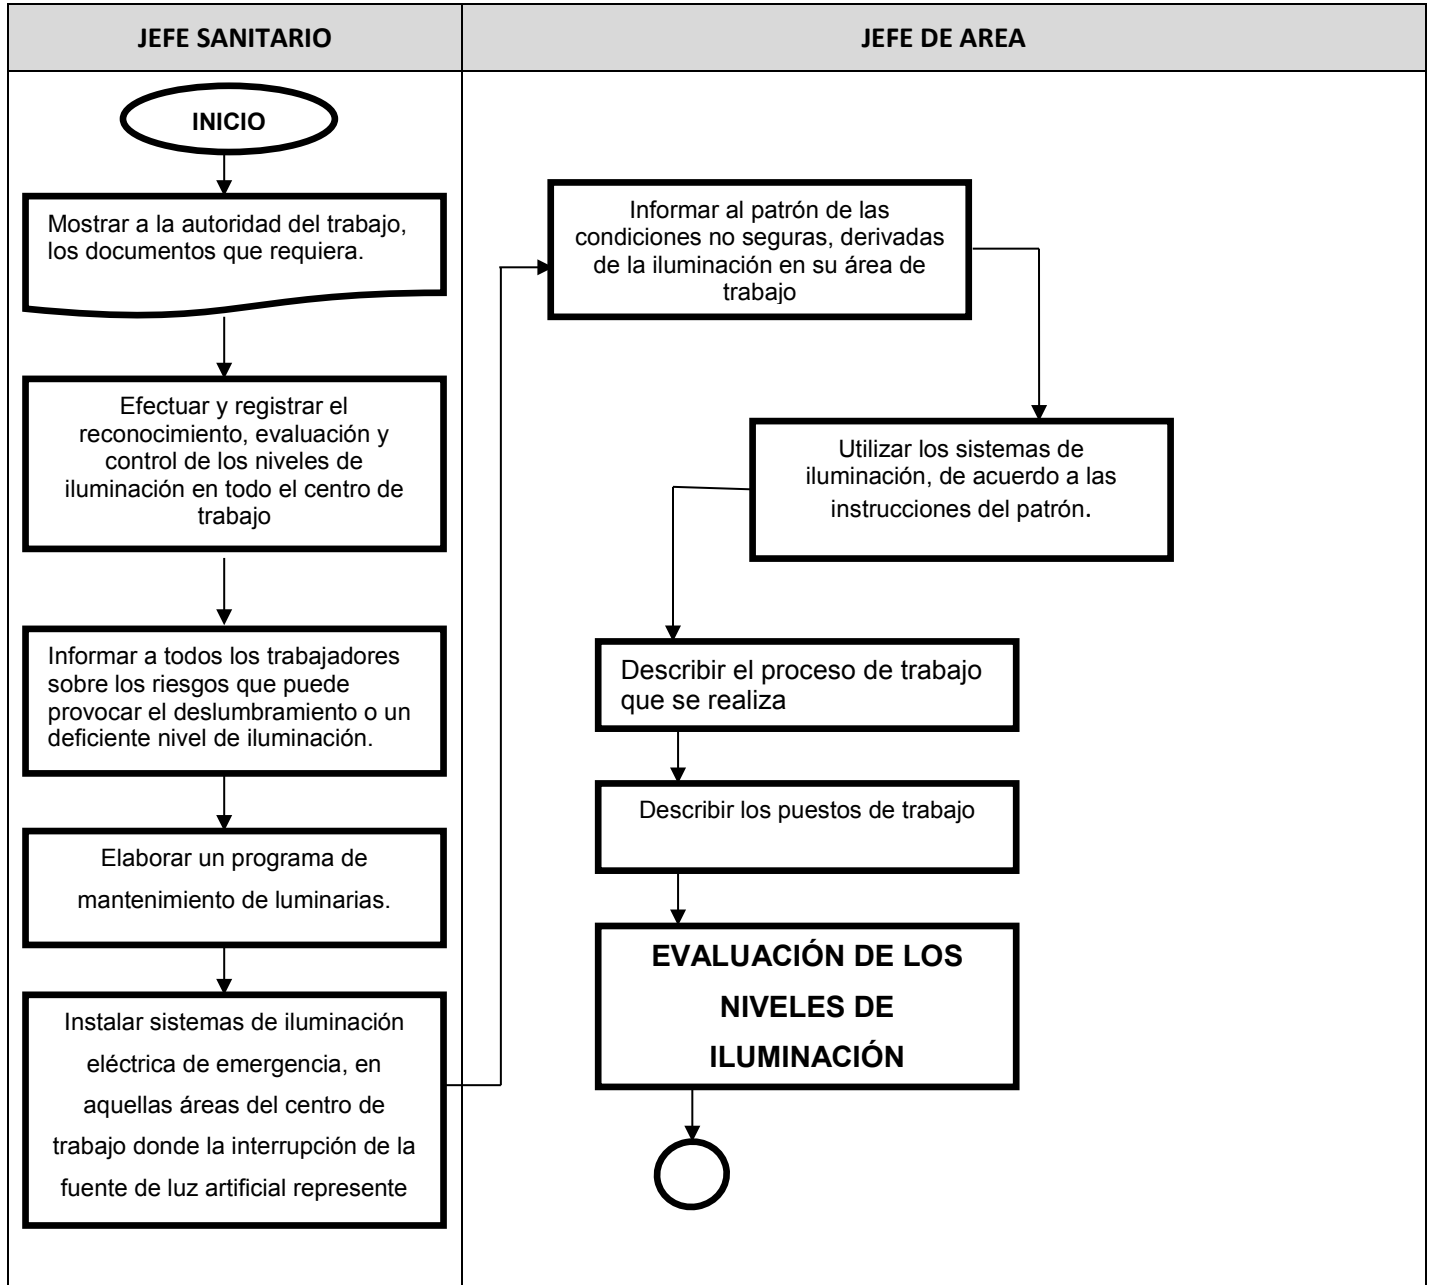 JEFE SANITARIO
JEFE DE AREA
INICIO
Mostrar a la autoridad del trabajo,
los documentos que requiera.
Efectuar y registrar el
reconocimiento, evaluación y
control de los niveles de
iluminación en todo el centro de
trabajo
Informar a todos los trabajadores
sobre los riesgos que puede
provocar el deslumbramiento o un
deficiente nivel de iluminación.
Elaborar un programa de
mantenimiento de luminarias.
Instalar sistemas de iluminación
eléctrica de emergencia, en
aquellas áreas del centro de
trabajo donde la interrupción de la
fuente de luz artificial represente
Informar al patrón de las
condiciones no seguras, derivadas
de la iluminación en su área de
trabajo
Utilizar los sistemas de
iluminación, de acuerdo a las
instrucciones del patrón.
Describir el proceso de trabajo
que se realiza
Describir los puestos de trabajo
EVALUACIÓN DE LOS
NIVELES DE
ILUMINACIÓN